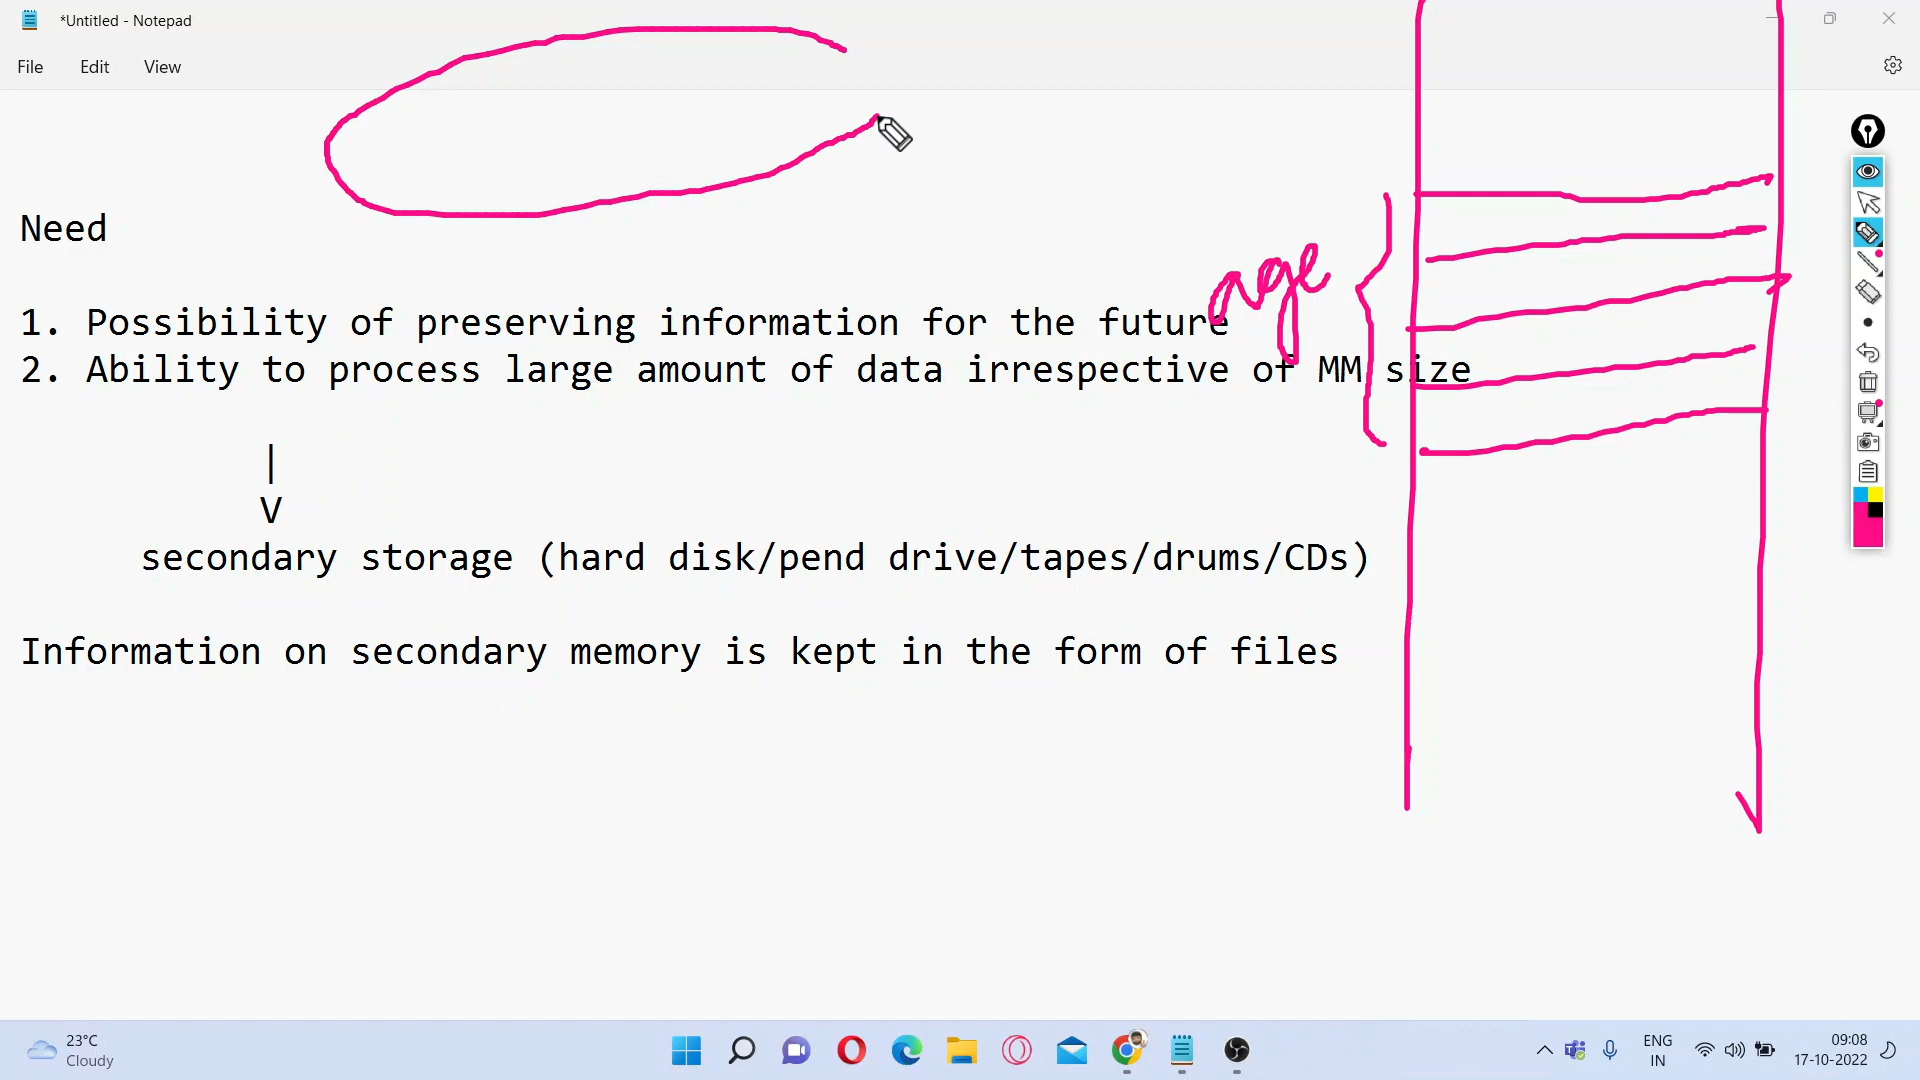 *Untitled - Notepad
File Edit View
Need
age
1. Possibility of preserving information for the future
2. Ability to process large amount of data irrespective of MM size
|
V
secondary storage (hard disk/pend drive/tapes/drums/CDs)
Information on secondary memory is kept in the form of files
23°C
Cloudy
ENG
IN
09:08
17-10-2022